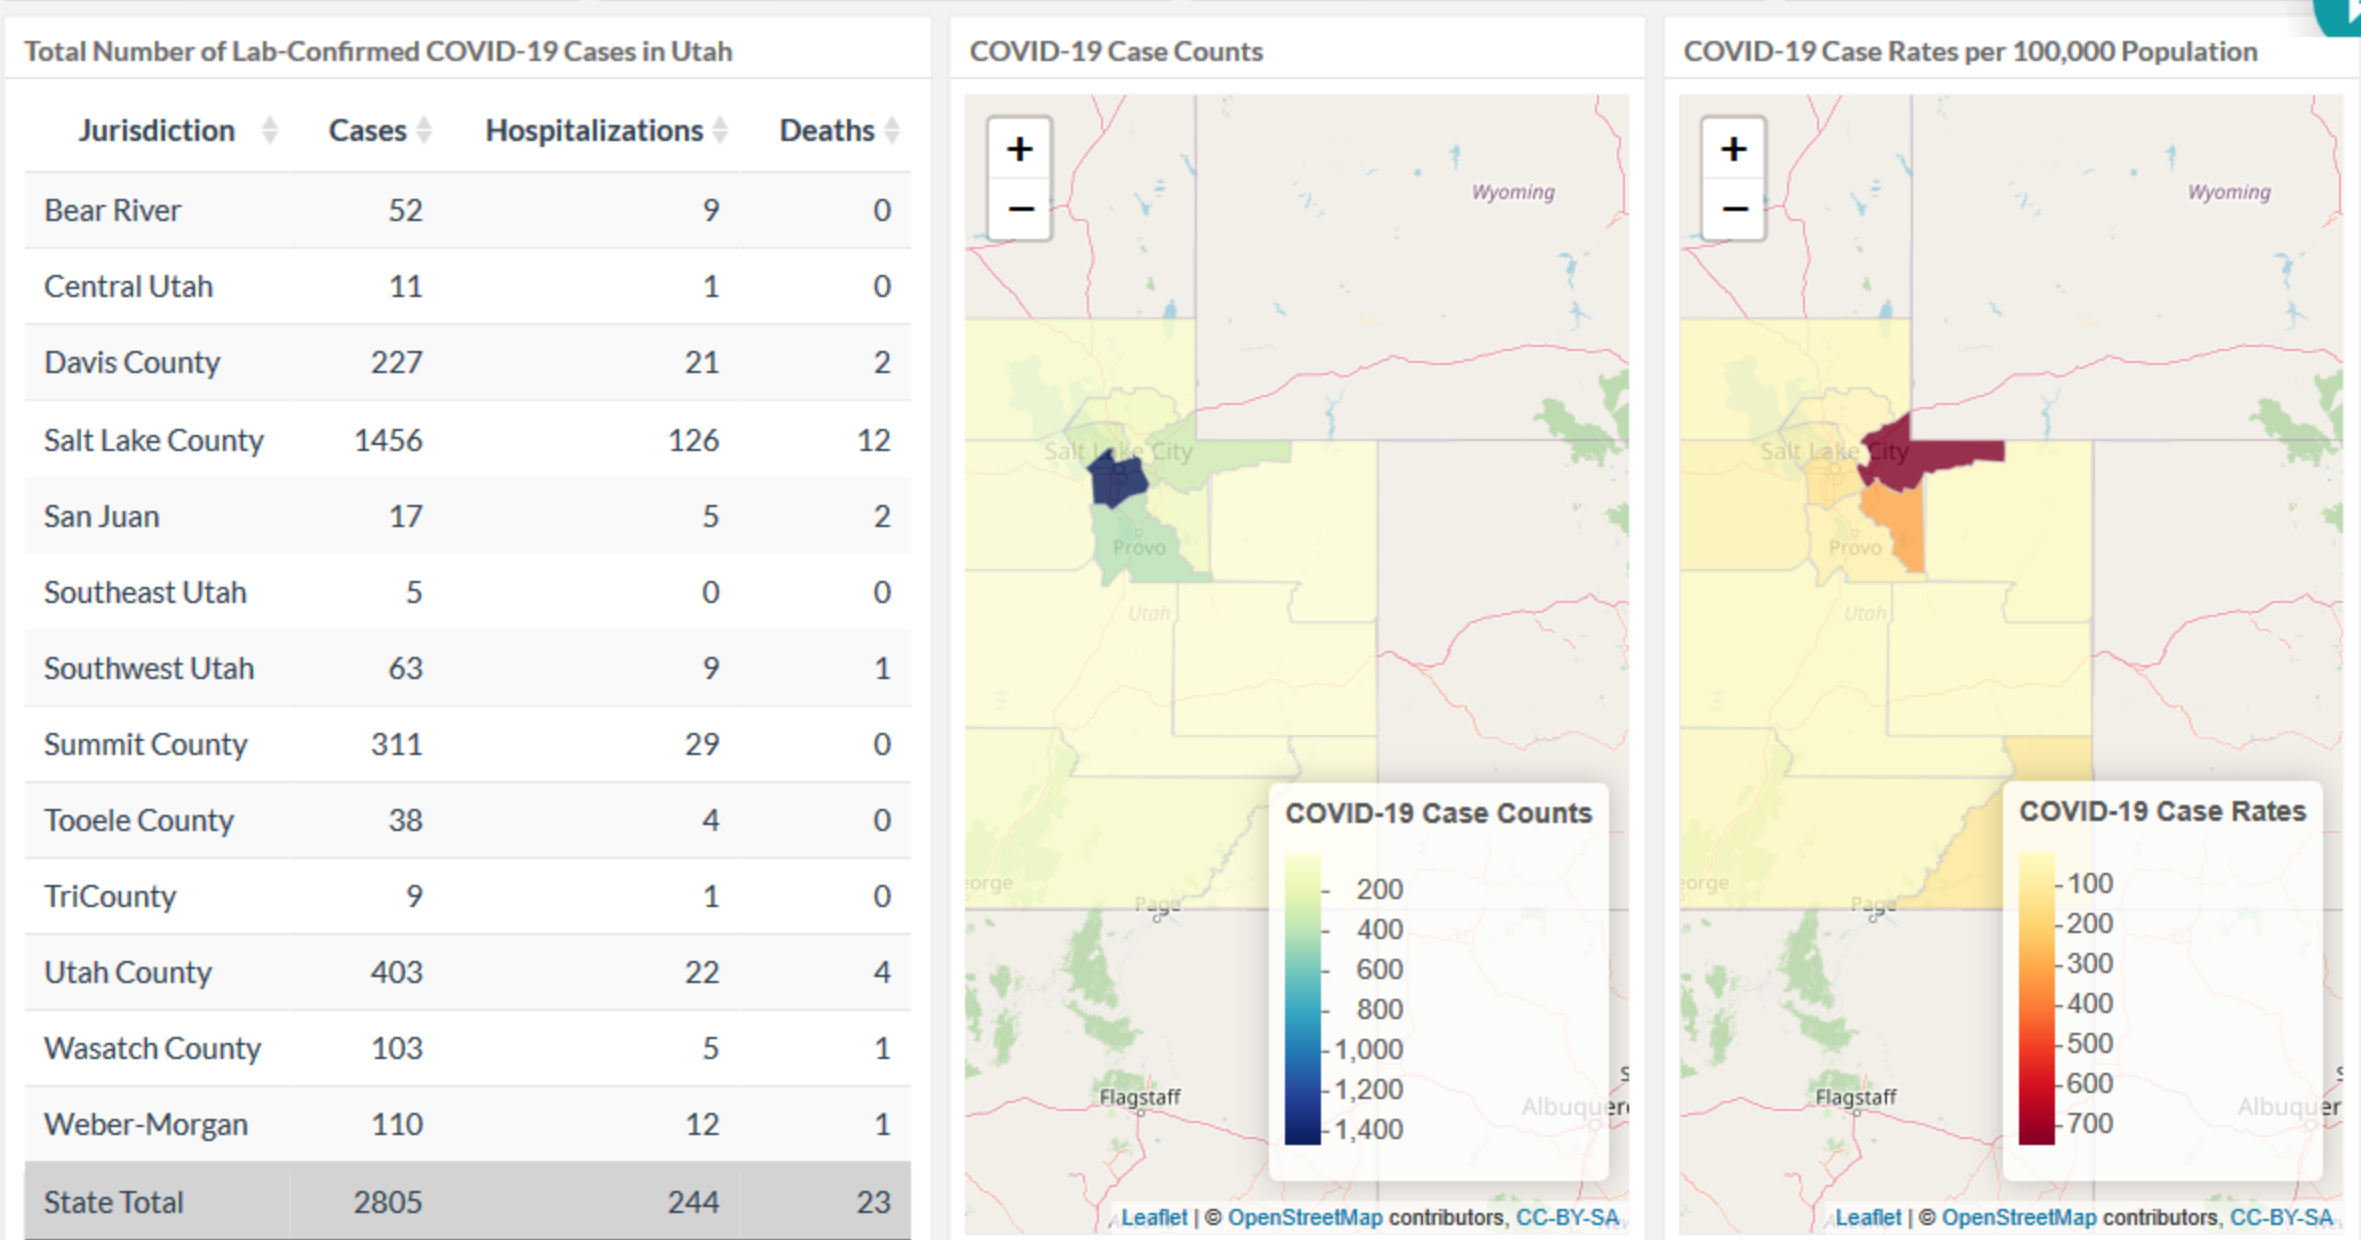 Total Number of Lab-Confirmed COVID-19 Cases in Utah
Jurisdiction Cases Hospitalizations Deaths
Bear River 52 9 0
Central Utah 11 1 0
Davis County 227 21 2
Salt Lake County 1456 126 12
San Juan 17 5 2
Southeast Utah 5 0 0
Southwest Utah 63 9 1
Summit County 311 29 0
Tooele County 38 4 0
TriCounty 9 1 0
Utah County 403 22 4
Wasatch County 103 5 1
Weber-Morgan 110 12 1
State Total 2805 244 23
COVID-19 Case Counts
+
−
Wyoming
Salt Lake City
Provo
Utah
eorge
Page
Flagstaff
Albuquer
COVID-19 Case Counts
200
400
600
800
1,000
1,200
1,400
Leaflet | © OpenStreetMap contributors, CC-BY-SA
COVID-19 Case Rates per 100,000 Population
+
−
Wyoming
Salt Lake City
Provo
Utah
eorge
Page
Flagstaff
Albuquer
COVID-19 Case Rates
100
200
300
400
500
600
700
Leaflet | © OpenStreetMap contributors, CC-BY-SA